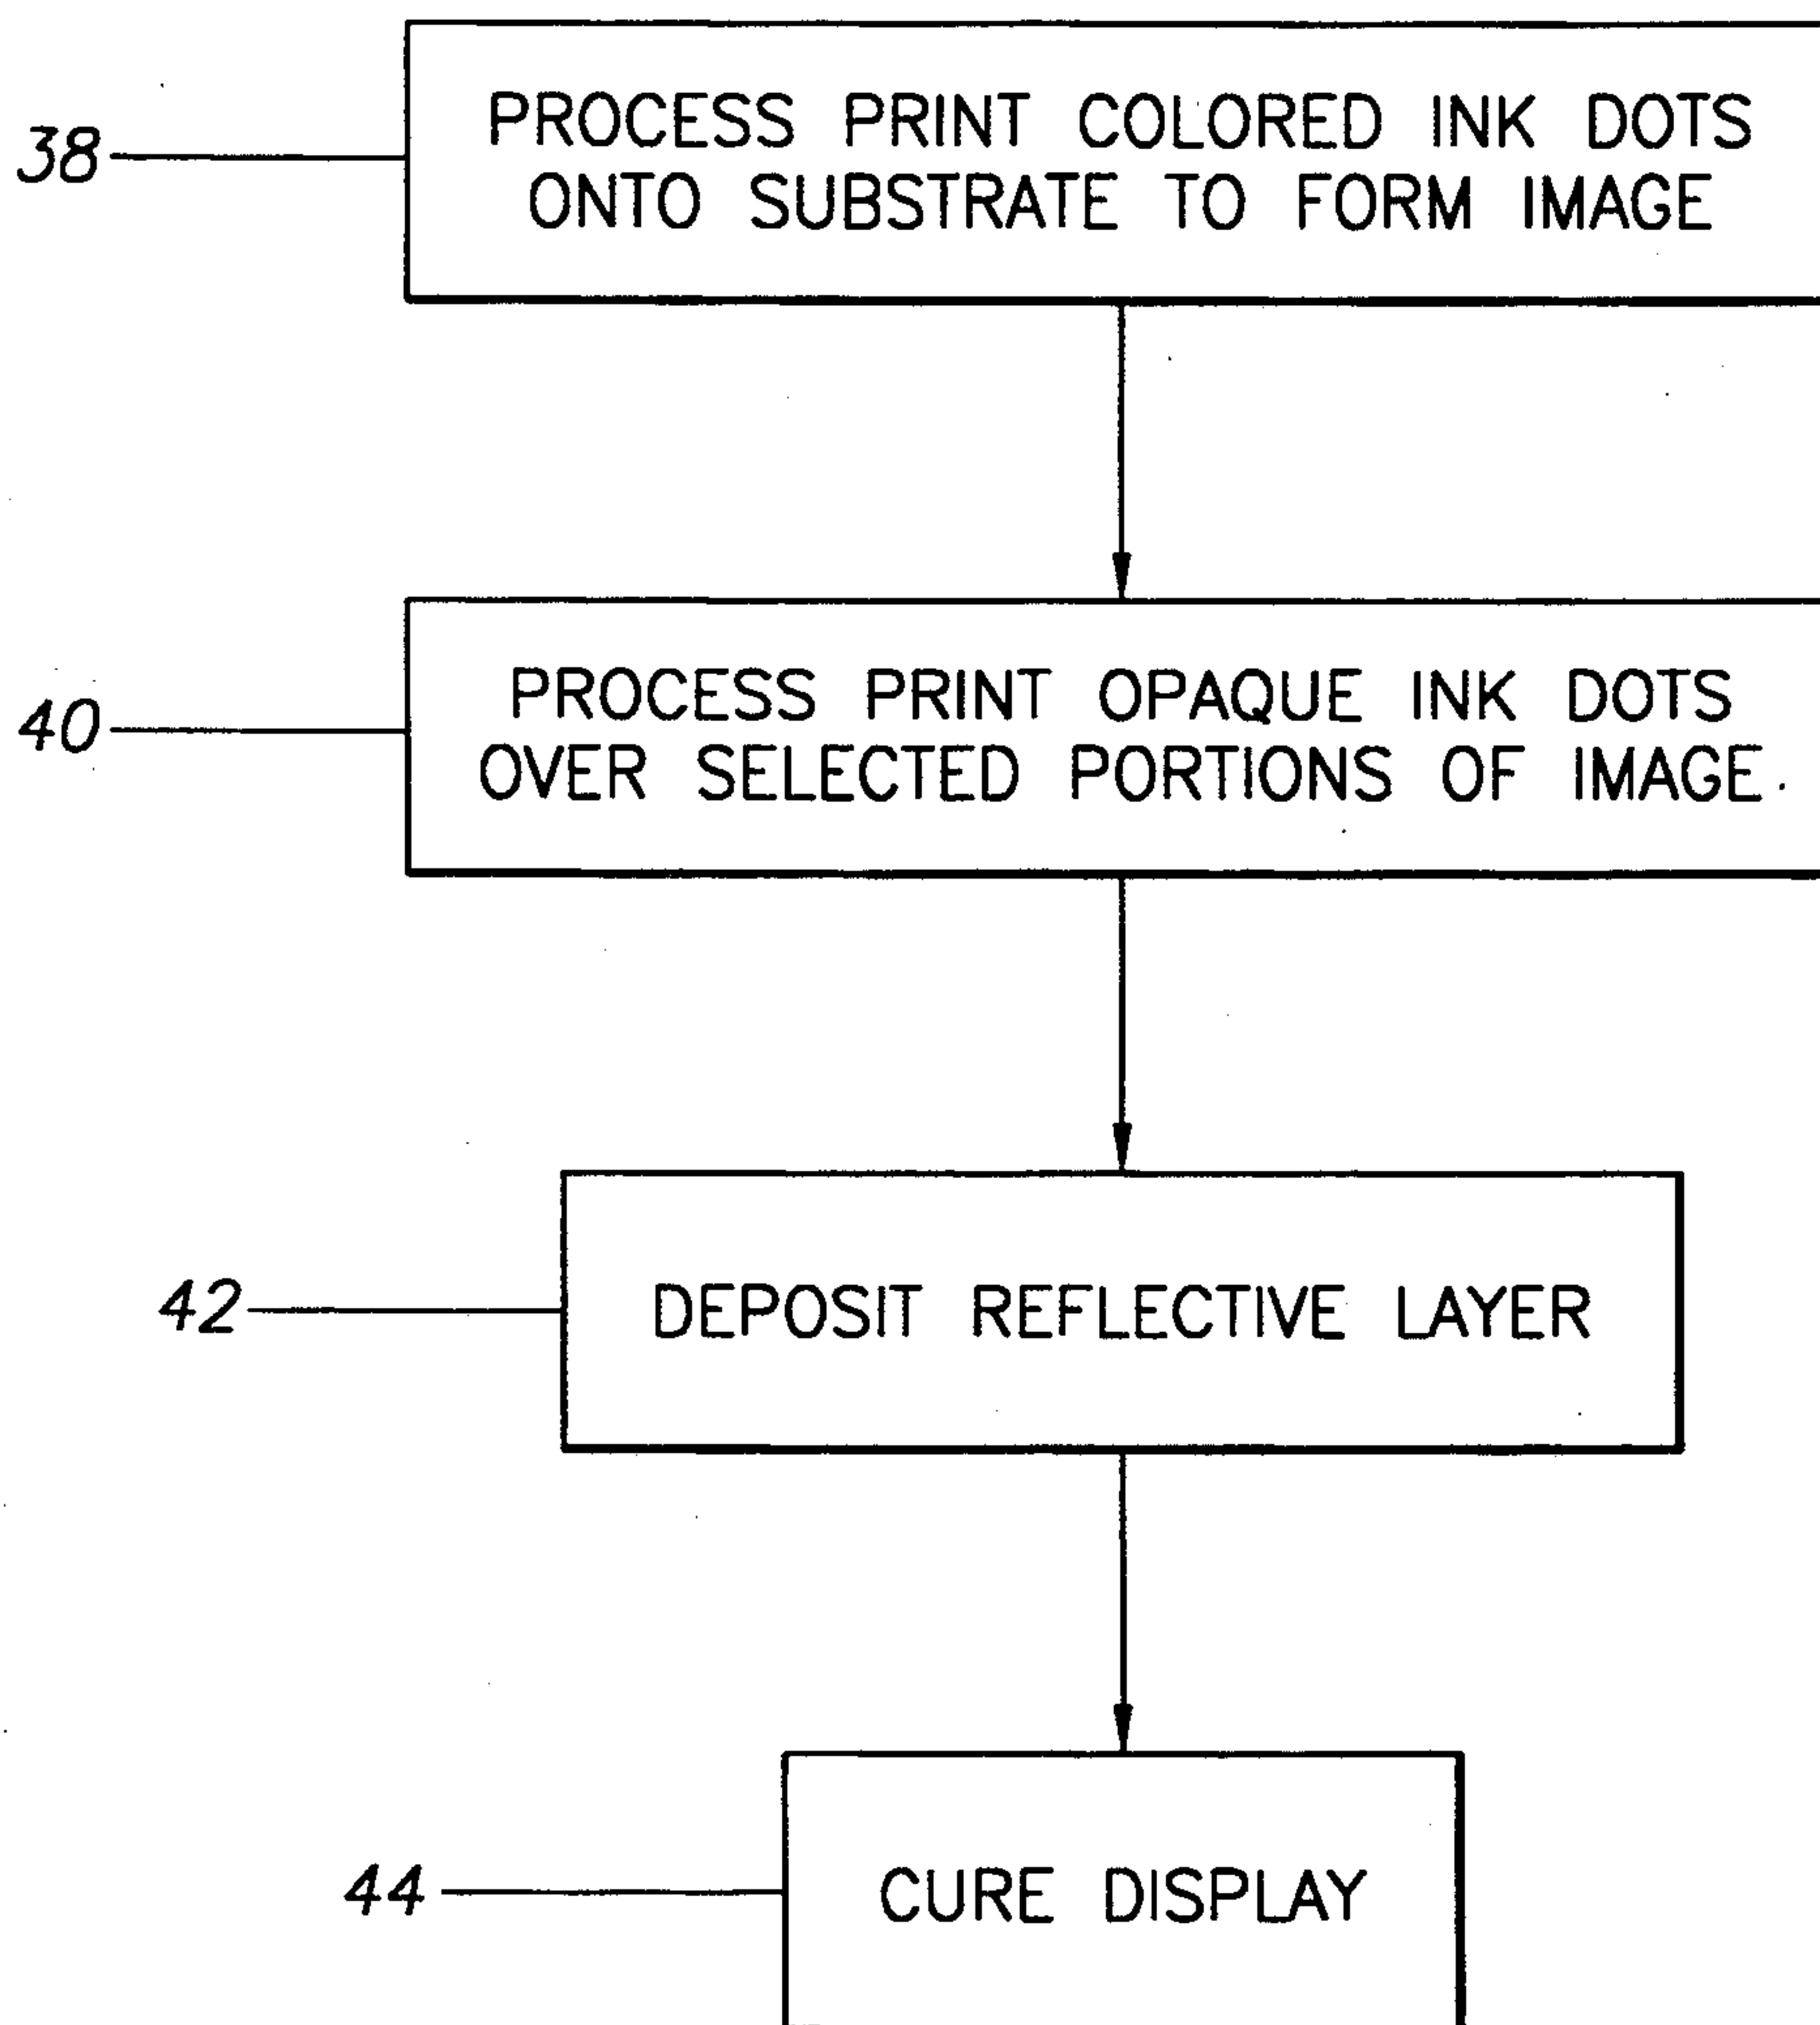 38
PROCESS PRINT COLORED INK DOTS
ONTO SUBSTRATE TO FORM IMAGE
40
PROCESS PRINT OPAQUE INK DOTS
OVER SELECTED PORTIONS OF IMAGE
42
DEPOSIT REFLECTIVE LAYER
44
CURE DISPLAY